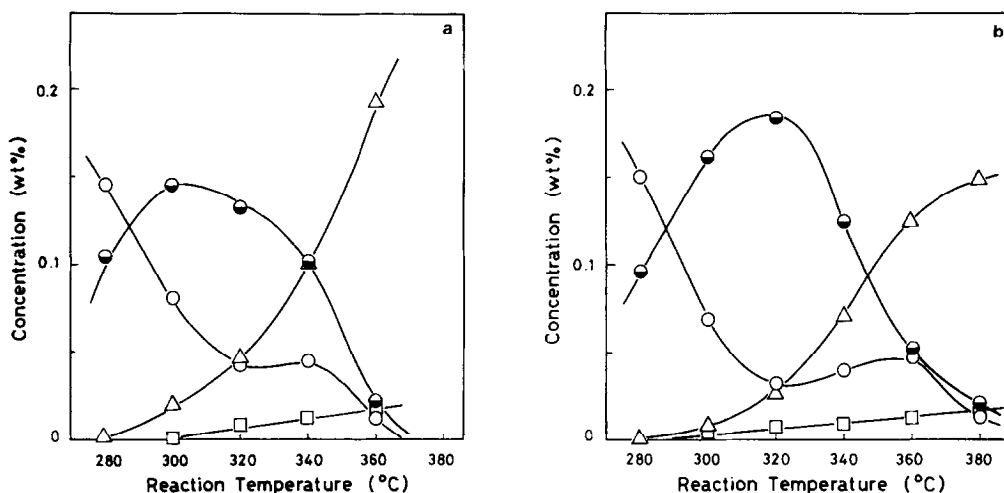 a
0.2
0.1
0
Concentration (wt%)
280 300 320 340 360 380
Reaction Temperature (°C)
b
0.2
0.1
0
Concentration (wt%)
280 300 320 340 360 380
Reaction Temperature (°C)